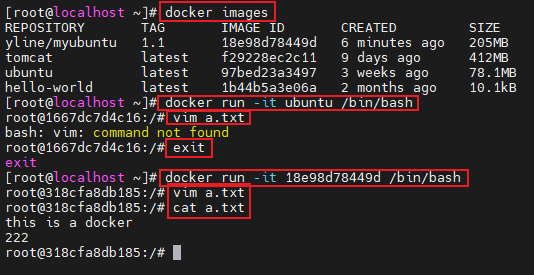 [root@localhost ~]# docker images
REPOSITORY TAG IMAGE ID CREATED SIZE
yline/myubuntu 1.1 18e98d78449d 6 minutes ago 205MB
tomcat latest f29228ec2c11 9 days ago 412MB
ubuntu latest 97bed23a3497 3 weeks ago 78.1MB
hello-world latest 1b44b5a3e06a 2 months ago 10.1kB
[root@localhost ~]# docker run -it ubuntu /bin/bash
root@1667dc7d4c16:/# vim a.txt
bash: vim: command not found
root@1667dc7d4c16:/# exit
exit
[root@localhost ~]# docker run -it 18e98d78449d /bin/bash
root@318cfa8db185:/# vim a.txt
root@318cfa8db185:/# cat a.txt
this is a docker
222
root@318cfa8db185:/#